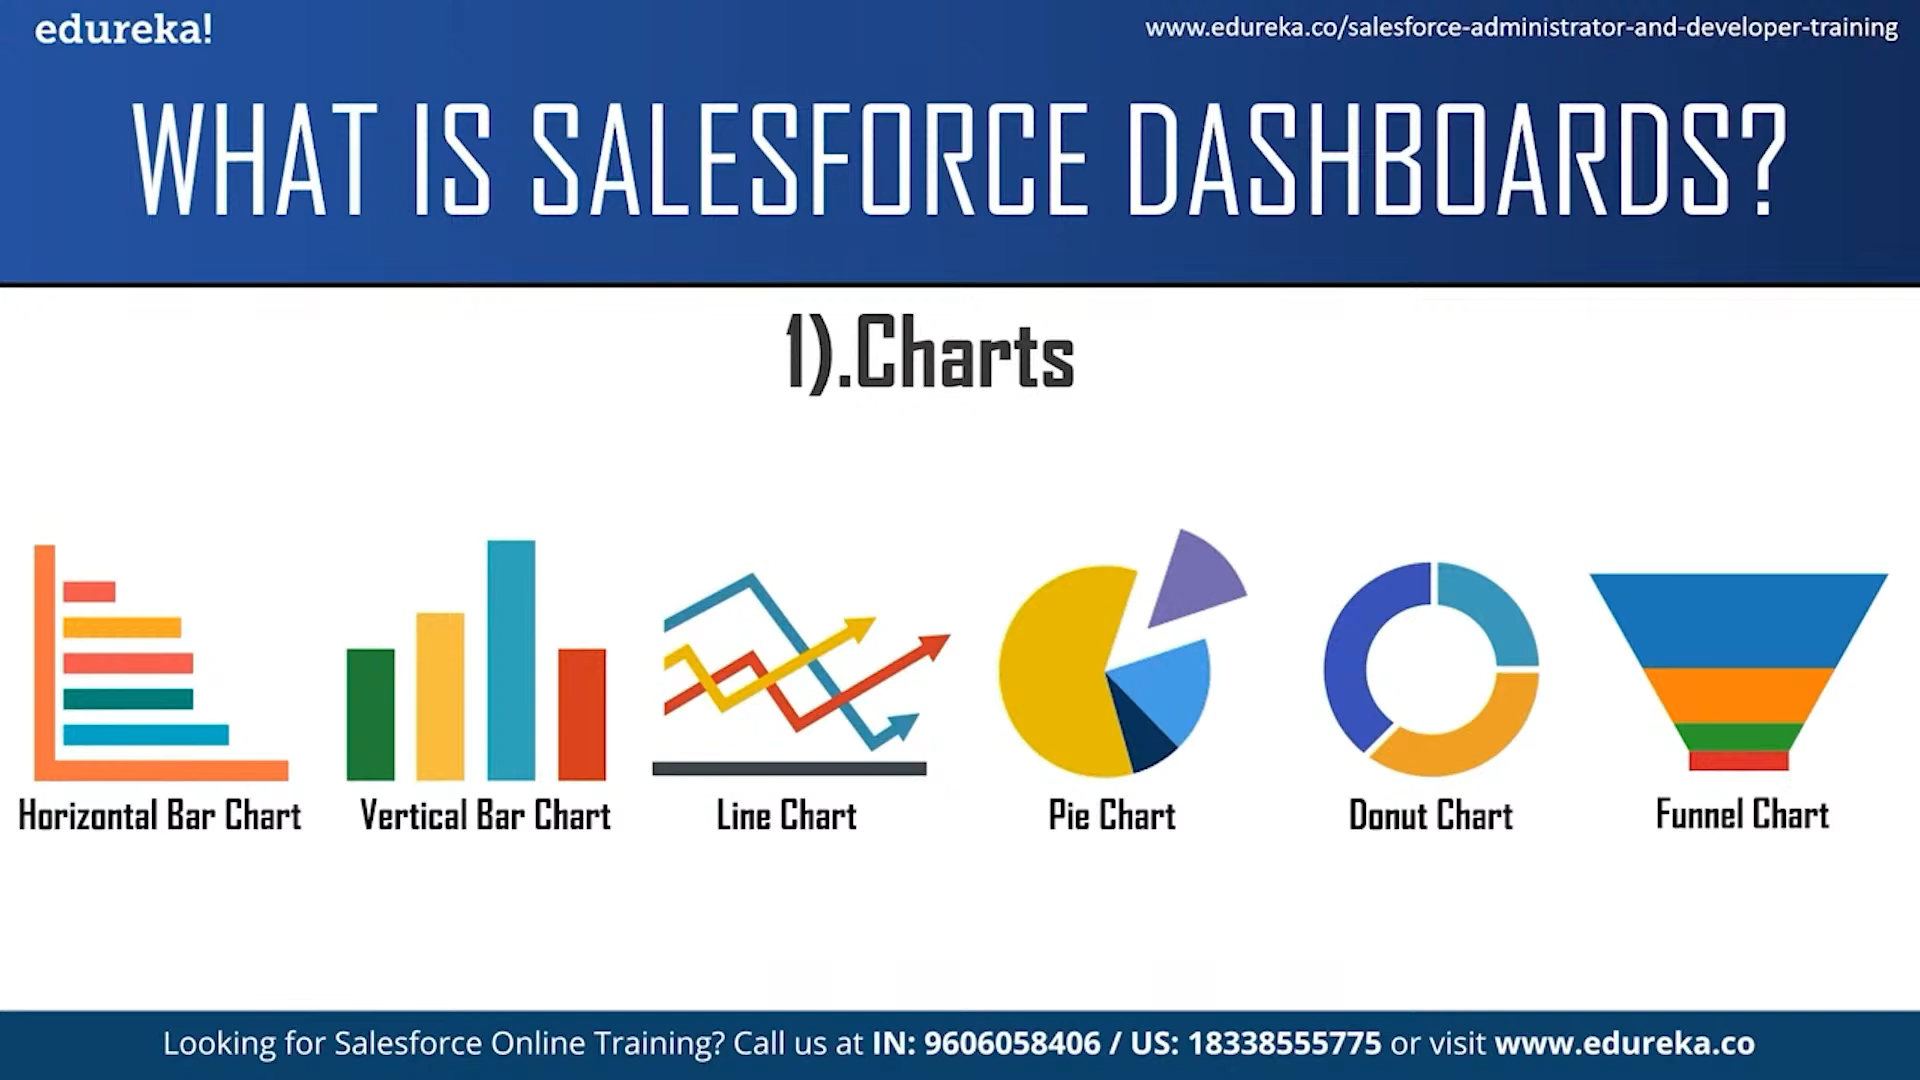 edureka!
www.edureka.co/salesforce-administrator-and-developer-training
WHAT IS SALESFORCE DASHBOARDS?
1).Charts
Horizontal Bar Chart
Vertical Bar Chart
Line Chart
Pie Chart
Donut Chart
Funnel Chart
Looking for Salesforce Online Training? Call us at IN: 9606058406 / US: 18338555775 or visit www.edureka.co